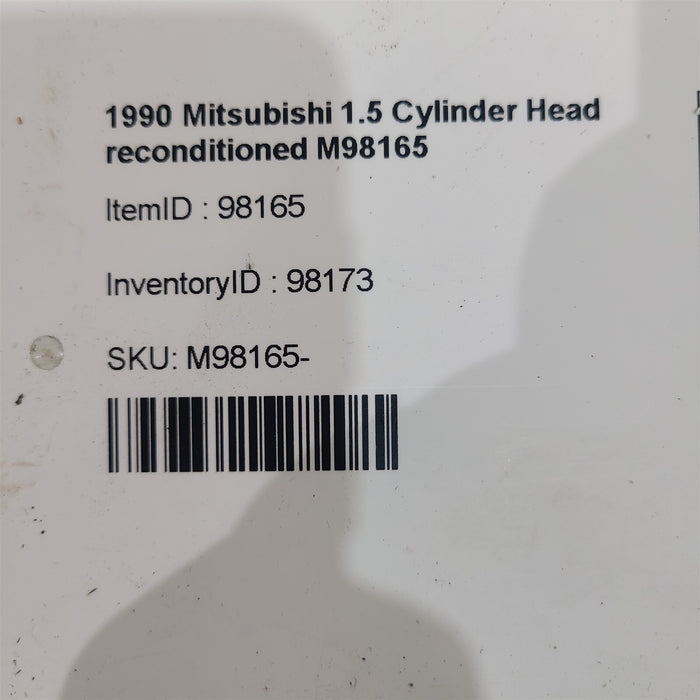 1990 Mitsubishi 1.5 Cylinder Head
reconditioned M98165
ItemID : 98165
InventoryID : 98173
SKU: M98165-